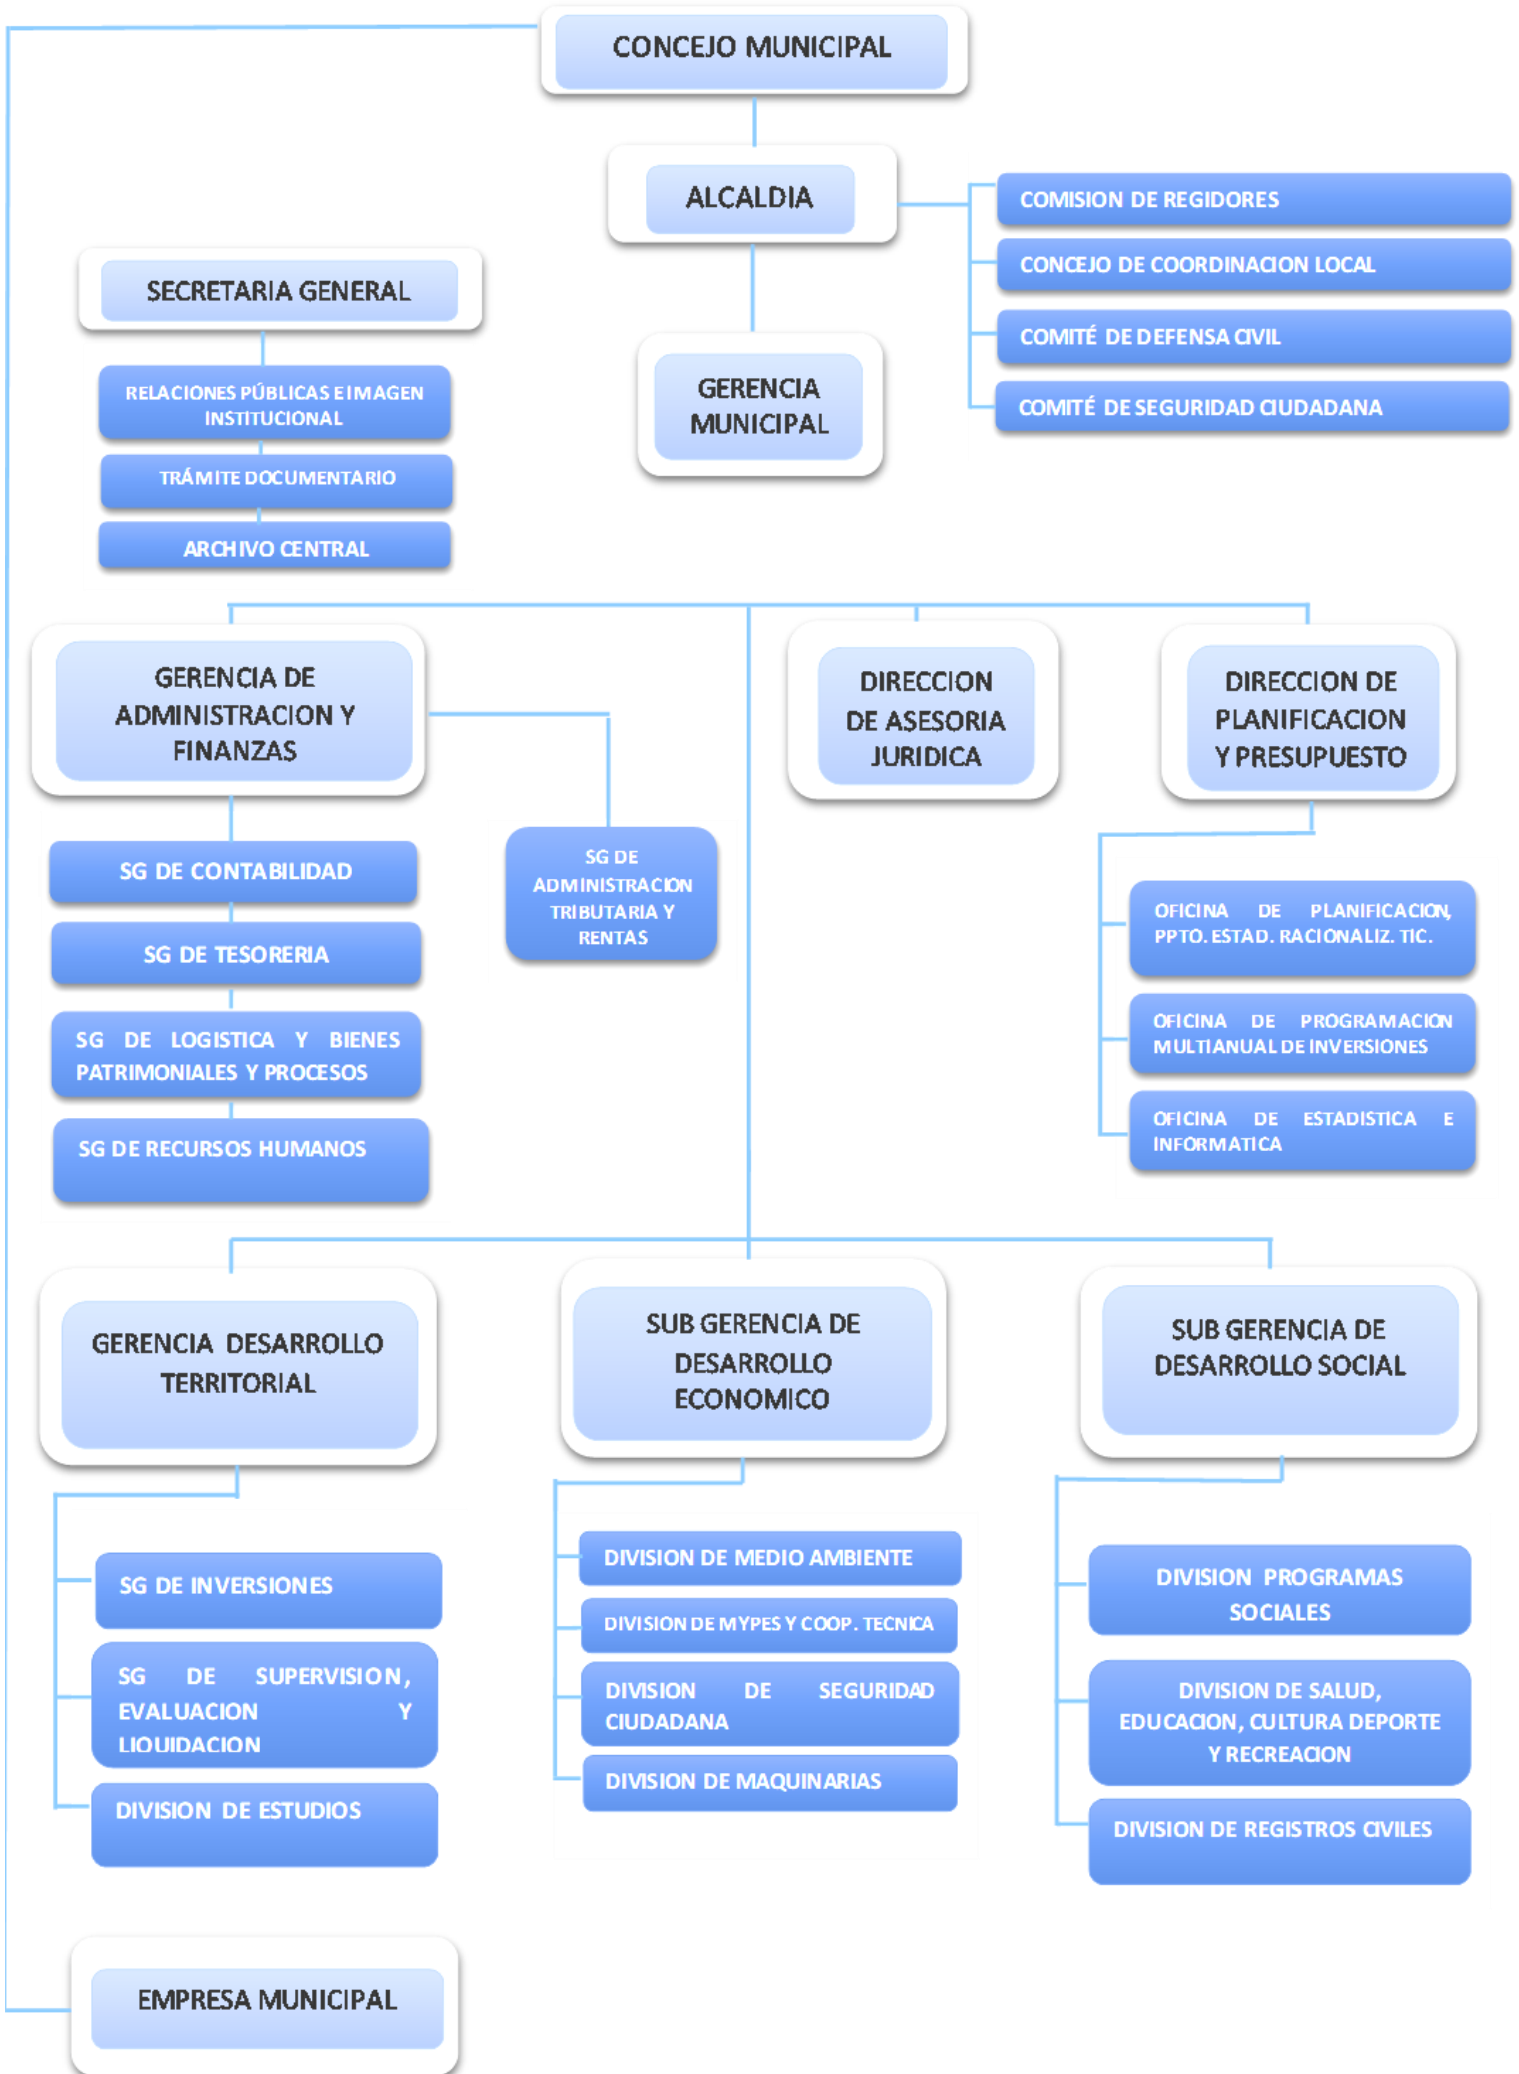 CONCEJO MUNICIPAL
ALCALDIA
COMISION DE REGIDORES
CONCEJO DE COORDINACION LOCAL
COMITÉ DE DEFENSA CIVIL
COMITÉ DE SEGURIDAD CIUDADANA
SECRETARIA GENERAL
RELACIONES PÚBLICAS E IMAGEN
INSTITUCIONAL
TRÁMITE DOCUMENTARIO
ARCHIVO CENTRAL
GERENCIA
MUNICIPAL
GERENCIA DE
ADMINISTRACION Y
FINANZAS
SG DE CONTABILIDAD
SG DE TESORERIA
SG DE LOGISTICA Y BIENES
PATRIMONIALES Y PROCESOS
SG DE RECURSOS HUMANOS
SG DE
ADMINISTRACION
TRIBUTARIA Y
RENTAS
DIRECCION
DE ASESORIA
JURIDICA
DIRECCION DE
PLANIFICACION
Y PRESUPUESTO
OFICINA DE PLANIFICACION,
PPTO. ESTAD. RACIONALIZ. TIC.
OFICINA DE PROGRAMACION
MULTIANUAL DE INVERSIONES
OFICINA DE ESTADISTICA E
INFORMATICA
GERENCIA DESARROLLO
TERRITORIAL
SG DE INVERSIONES
SG DE SUPERVISION,
EVALUACION Y
LIQUIDACION
DIVISION DE ESTUDIOS
SUB GERENCIA DE
DESARROLLO
ECONOMICO
DIVISION DE MEDIO AMBIENTE
DIVISION DE MYPES Y COOP. TECNICA
DIVISION DE SEGURIDAD
CIUDADANA
DIVISION DE MAQUINARIAS
SUB GERENCIA DE
DESARROLLO SOCIAL
DIVISION PROGRAMAS
SOCIALES
DIVISION DE SALUD,
EDUCACION, CULTURA DEPORTE
Y RECREACION
DIVISION DE REGISTROS CIVILES
EMPRESA MUNICIPAL